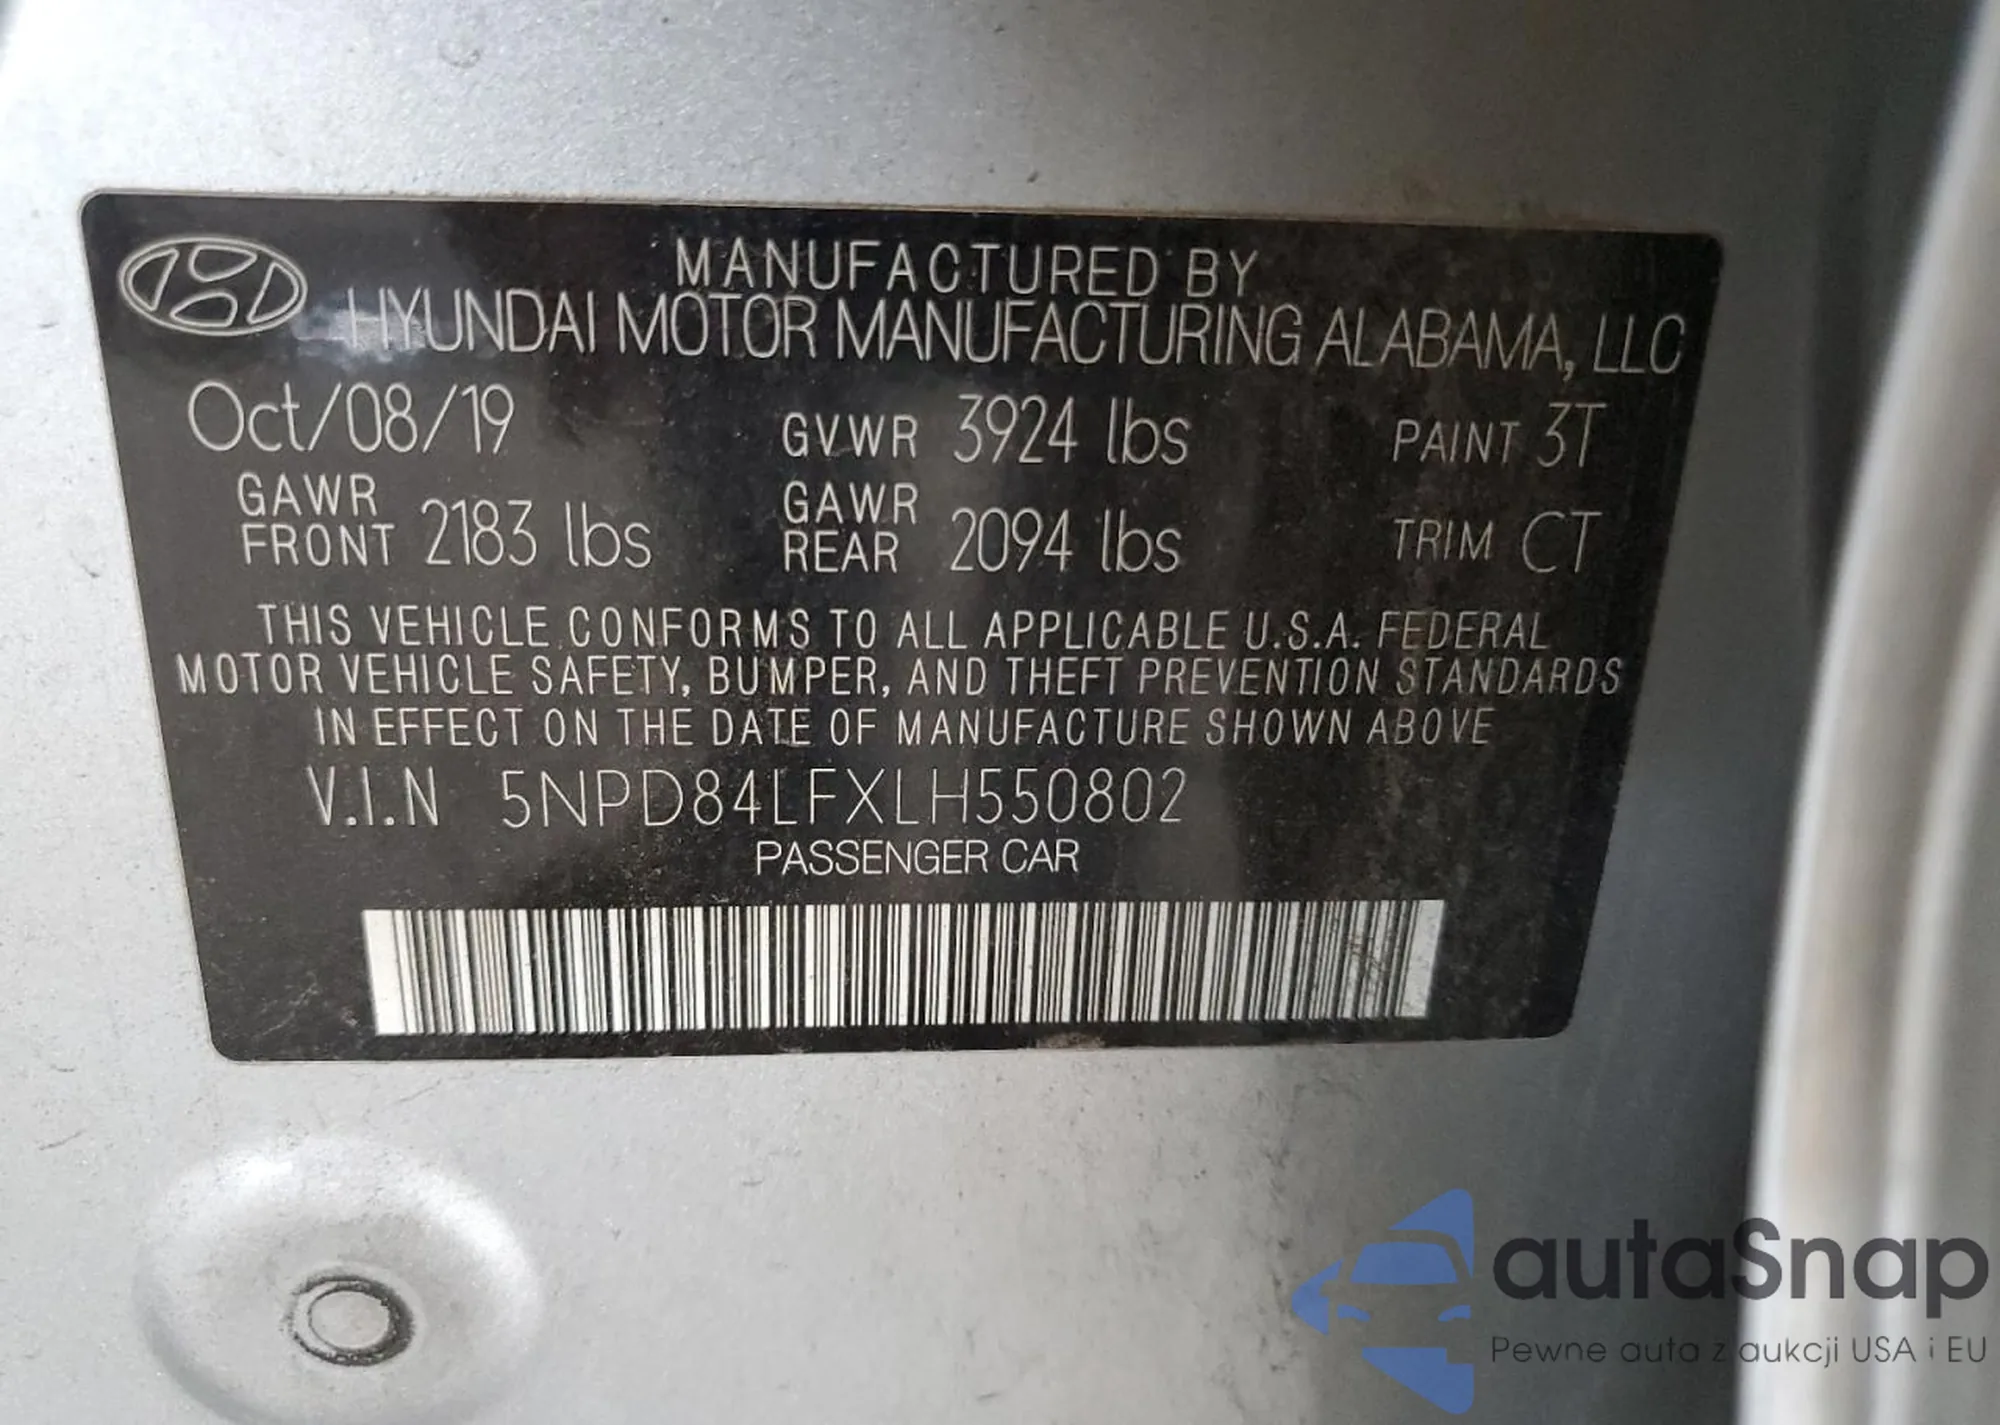 MANUFACTURED BY
HYUNDAI MOTOR MANUFACTURING ALABAMA, LLC
Oct/08/19 GVWR 3924 lbs PAINT 3T
GAWR FRONT 2183 lbs GAWR REAR 2094 lbs TRIM CT
THIS VEHICLE CONFORMS TO ALL APPLICABLE U.S.A. FEDERAL
MOTOR VEHICLE SAFETY, BUMPER, AND THEFT PREVENTION STANDARDS
IN EFFECT ON THE DATE OF MANUFACTURE SHOWN ABOVE
V.I.N 5NPD84LFXLH550802
PASSENGER CAR
autaSnap
Pewne auta z aukcji USA i EU